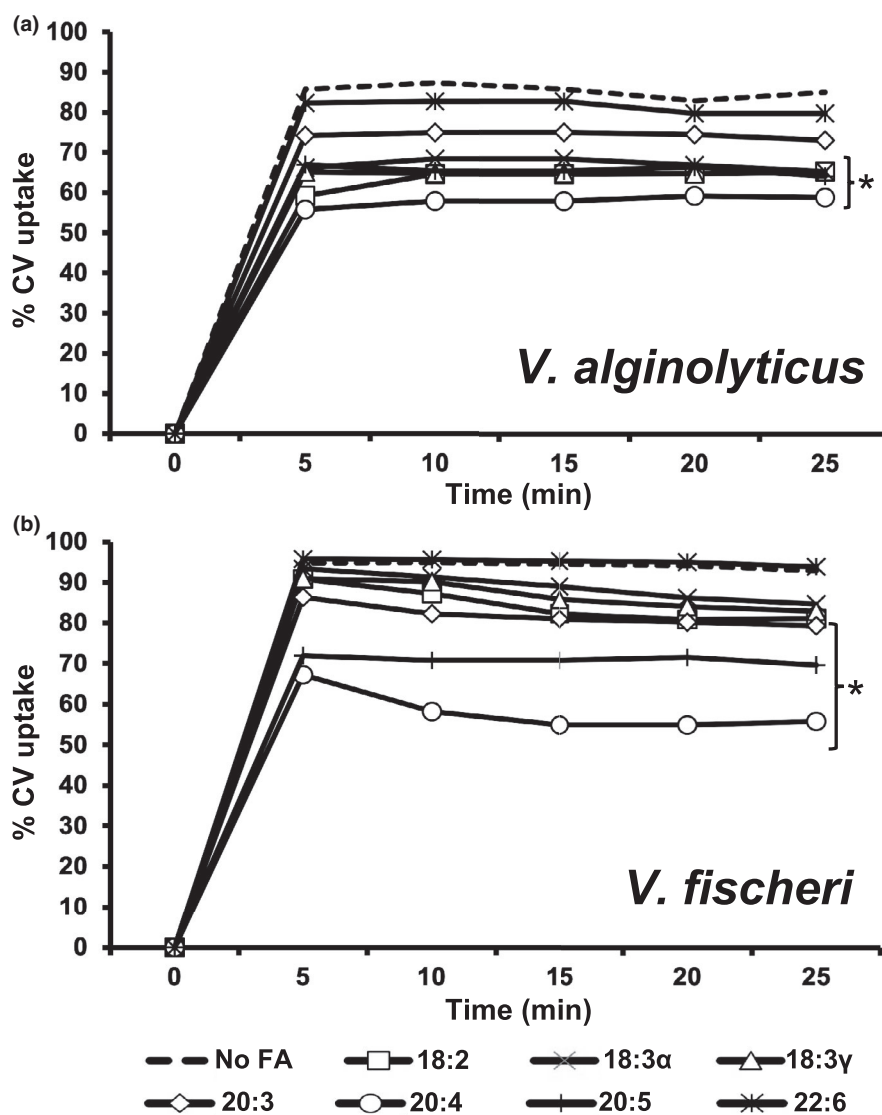 (a)
100
90
80
70
60
50
40
30
20
10
0
% CV uptake
V. alginolyticus
*
0 5 10 15 20 25
Time (min)
(b)
100
90
80
70
60
50
40
30
20
10
0
% CV uptake
V. fischeri
*
0 5 10 15 20 25
Time (min)
No FA 18:2 18:3α 18:3γ
20:3 20:4 20:5 22:6